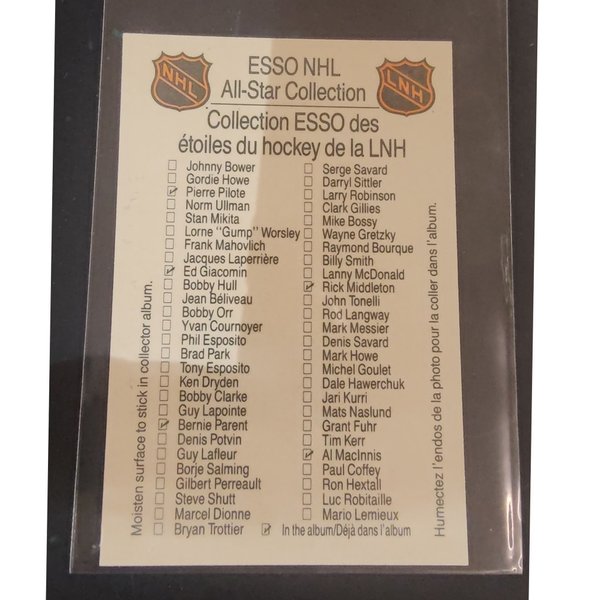 NHL
ESSO NHL
All-Star Collection
LNH
Collection ESSO des
étoiles du hockey de la LNH
Johnny Bower
Gordie Howe
Pierre Pilote
Norm Ullman
Stan Mikita
Lorne "Gump" Worsley
Frank Mahovlich
Jacques Laperrière
Ed Giacomin
Bobby Hull
Jean Béliveau
Bobby Orr
Yvan Cournoyer
Phil Esposito
Brad Park
Tony Esposito
Ken Dryden
Bobby Clarke
Guy Lapointe
Bernie Parent
Denis Potvin
Guy Lafleur
Borje Salming
Gilbert Perreault
Steve Shutt
Marcel Dionne
Bryan Trottier
Serge Savard
Darryl Sittler
Larry Robinson
Clark Gillies
Mike Bossy
Wayne Gretzky
Raymond Bourque
Billy Smith
Lanny McDonald
Rick Middleton
John Tonelli
Rod Langway
Mark Messier
Denis Savard
Mark Howe
Michel Goulet
Dale Hawerchuk
Jari Kurri
Mats Naslund
Grant Fuhr
Tim Kerr
Al MacInnis
Paul Coffey
Ron Hextall
Luc Robitaille
Mario Lemieux
In the album/Déjà dans l'album
Moisten surface to stick in collector album.
Humectez l'endos de la photo pour la coller dans l'album.